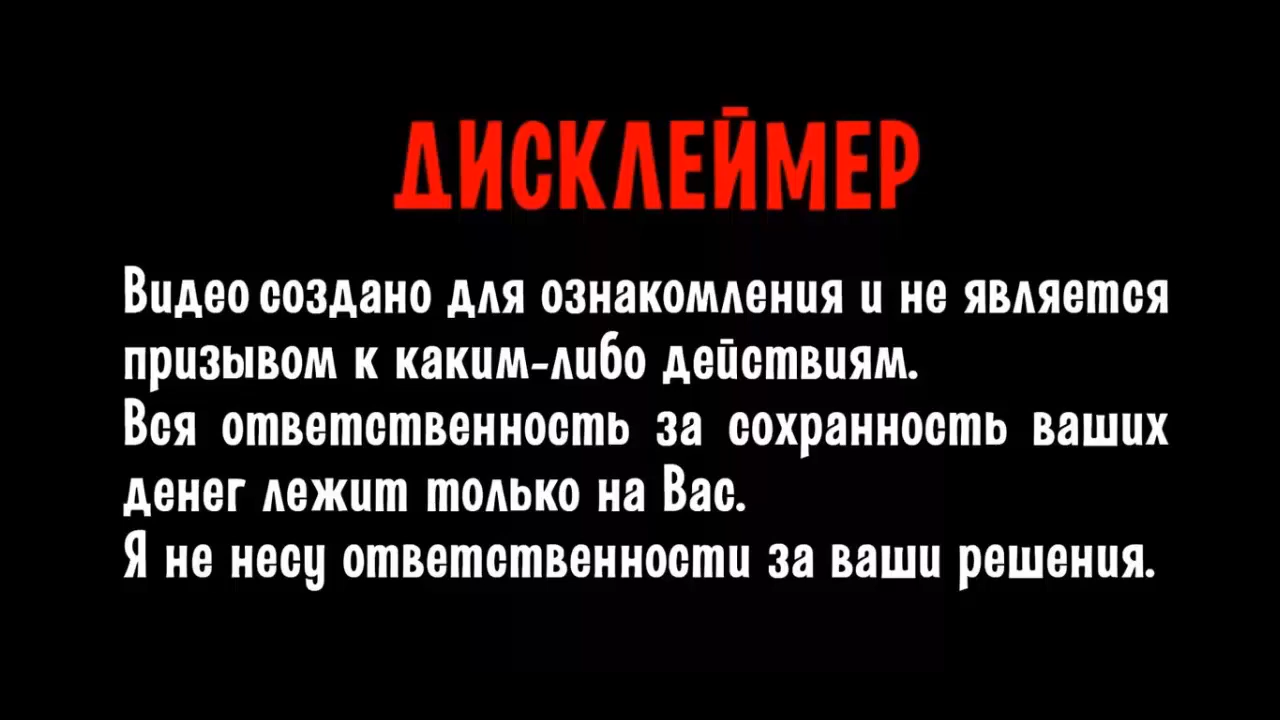 ДИСКЛЕЙМЕР
Видео создано для ознакомления и не является
призывом к каким-либо действиям.
Вся ответственность за сохранность ваших
денег лежит только на Вас.
Я не несу ответственности за ваши решения.